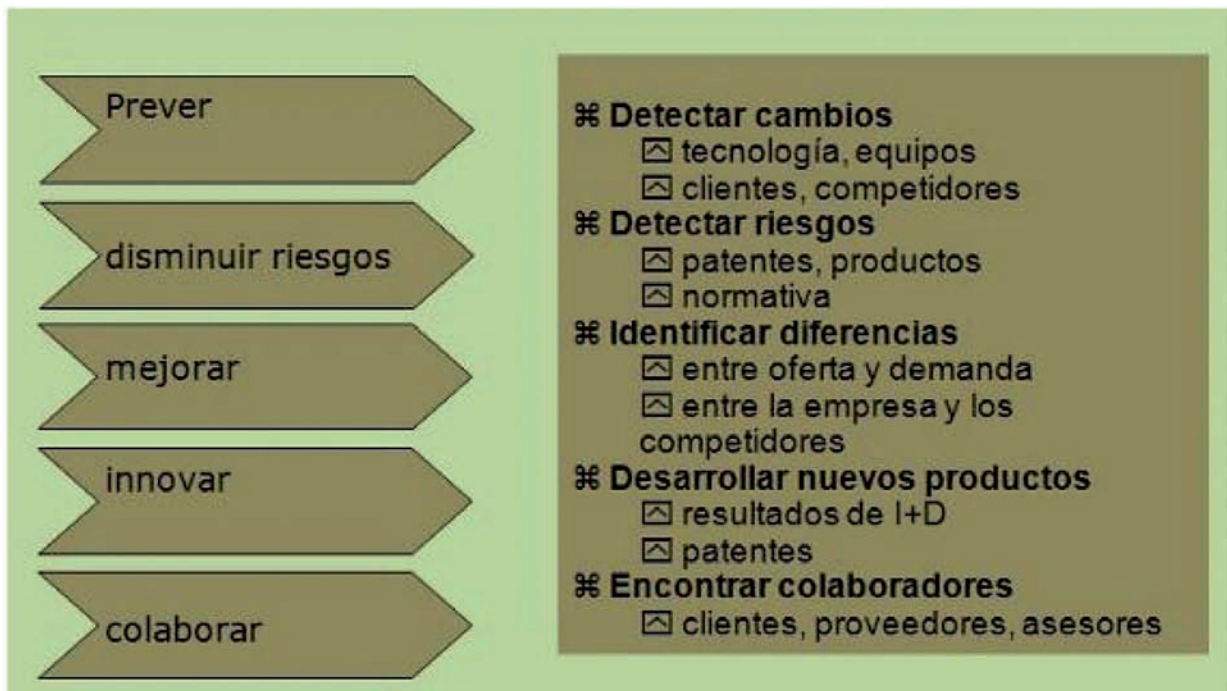 Prever
disminuir riesgos
mejorar
innovar
colaborar
⌘ Detectar cambios
tecnología, equipos
clientes, competidores
⌘ Detectar riesgos
patentes, productos
normativa
⌘ Identificar diferencias
entre oferta y demanda
entre la empresa y los
competidores
⌘ Desarrollar nuevos productos
resultados de I+D
patentes
⌘ Encontrar colaboradores
clientes, proveedores, asesores